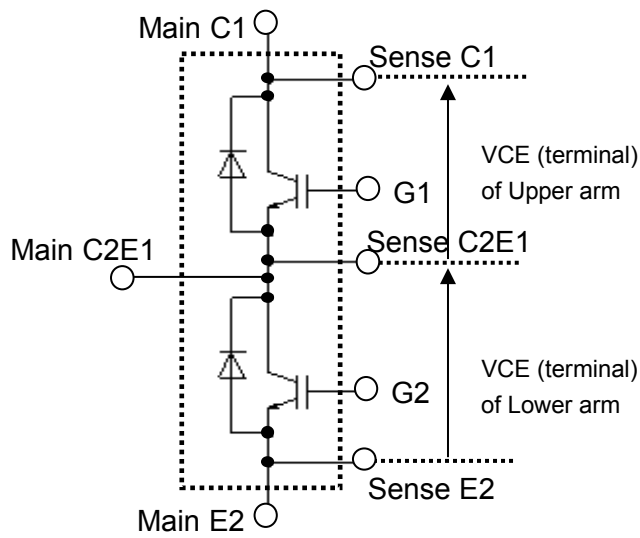 Main C1
Sense C1
VCE (terminal)
of Upper arm
G1
Sense C2E1
Main C2E1
VCE (terminal)
of Lower arm
G2
Sense E2
Main E2